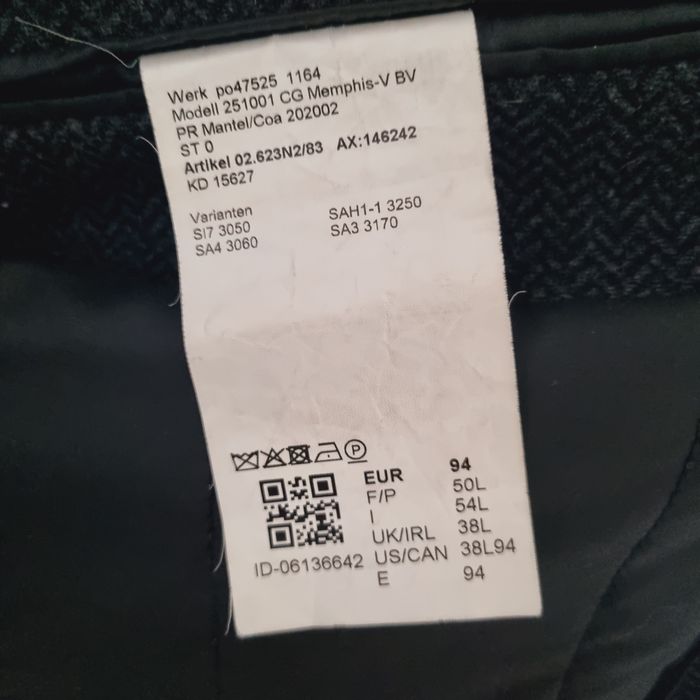 Werk po47525 1164
Modell 251001 CG Memphis-V BV
PR Mantel/Coa 202002
ST 0
Artikel 02.623N2/83 AX:146242
KD 15627
Varianten
SI7 3050 SAH1-1 3250
SA4 3060 SA3 3170
P
EUR 94
F/P 50L
I 54L
UK/IRL 38L
US/CAN 38L94
E 94
ID-06136642